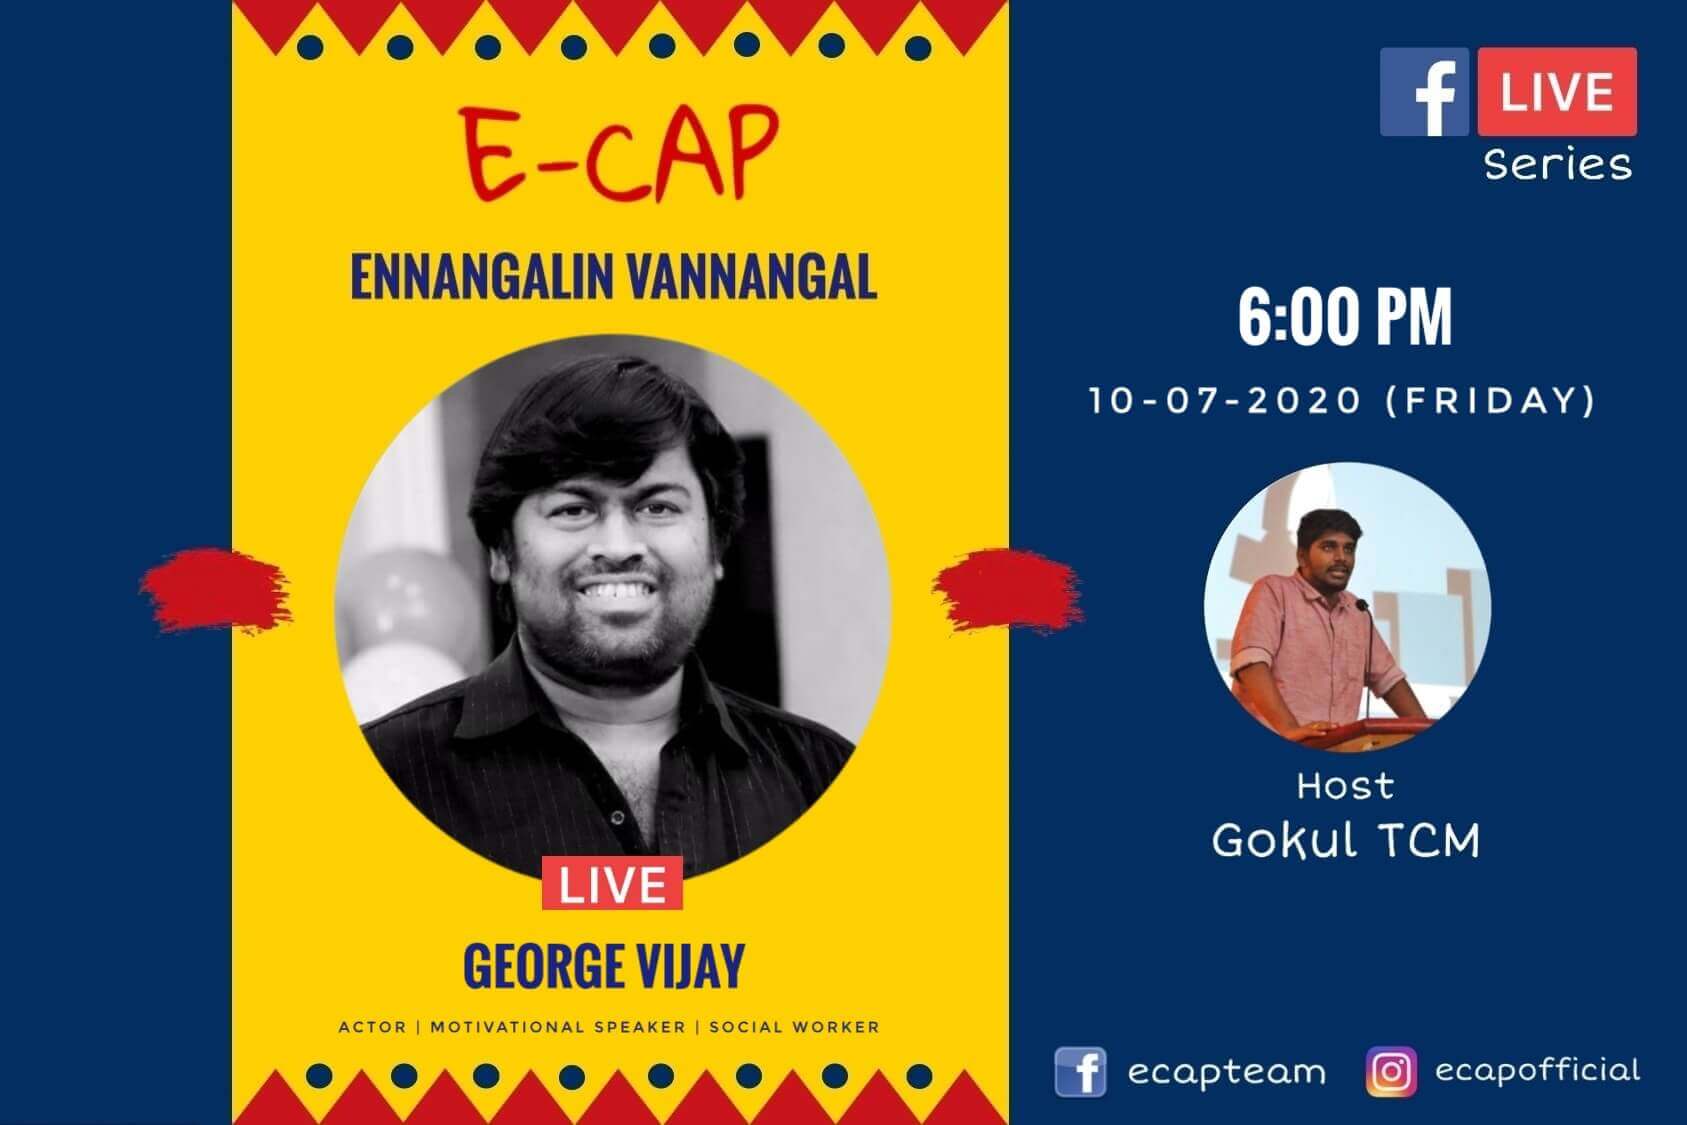 E-CAP
ENNANGALIN VANNANGAL
LIVE
GEORGE VIJAY
ACTOR | MOTIVATIONAL SPEAKER | SOCIAL WORKER
f LIVE
Series
6:00 PM
10-07-2020 (FRIDAY)
Host
Gokul TCM
f ecapteam ecapofficial